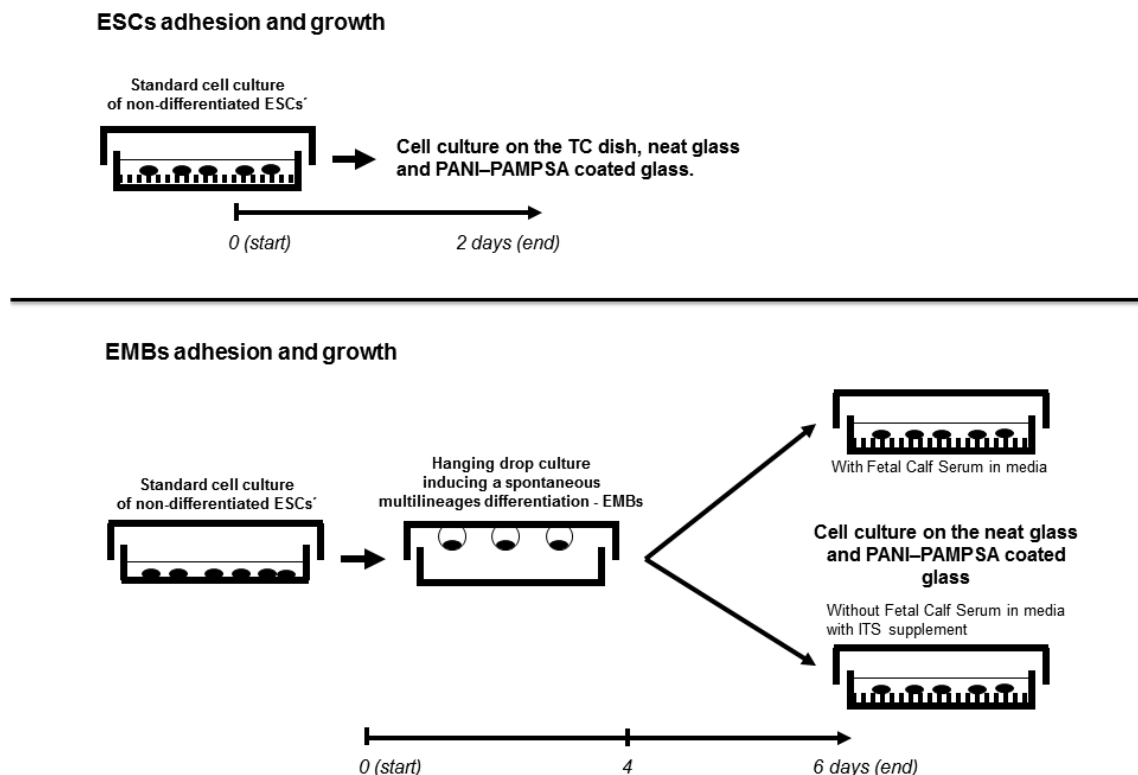 ESCs adhesion and growth
Standard cell culture
of non-differentiated ESCs´
Cell culture on the TC dish, neat glass
and PANI–PAMPSA coated glass.
0 (start)
2 days (end)
EMBs adhesion and growth
Standard cell culture
of non-differentiated ESCs´
Hanging drop culture
inducing a spontaneous
multilineages differentiation - EMBs
With Fetal Calf Serum in media
Cell culture on the neat glass
and PANI–PAMPSA coated
glass
Without Fetal Calf Serum in media
with ITS supplement
0 (start)
4
6 days (end)